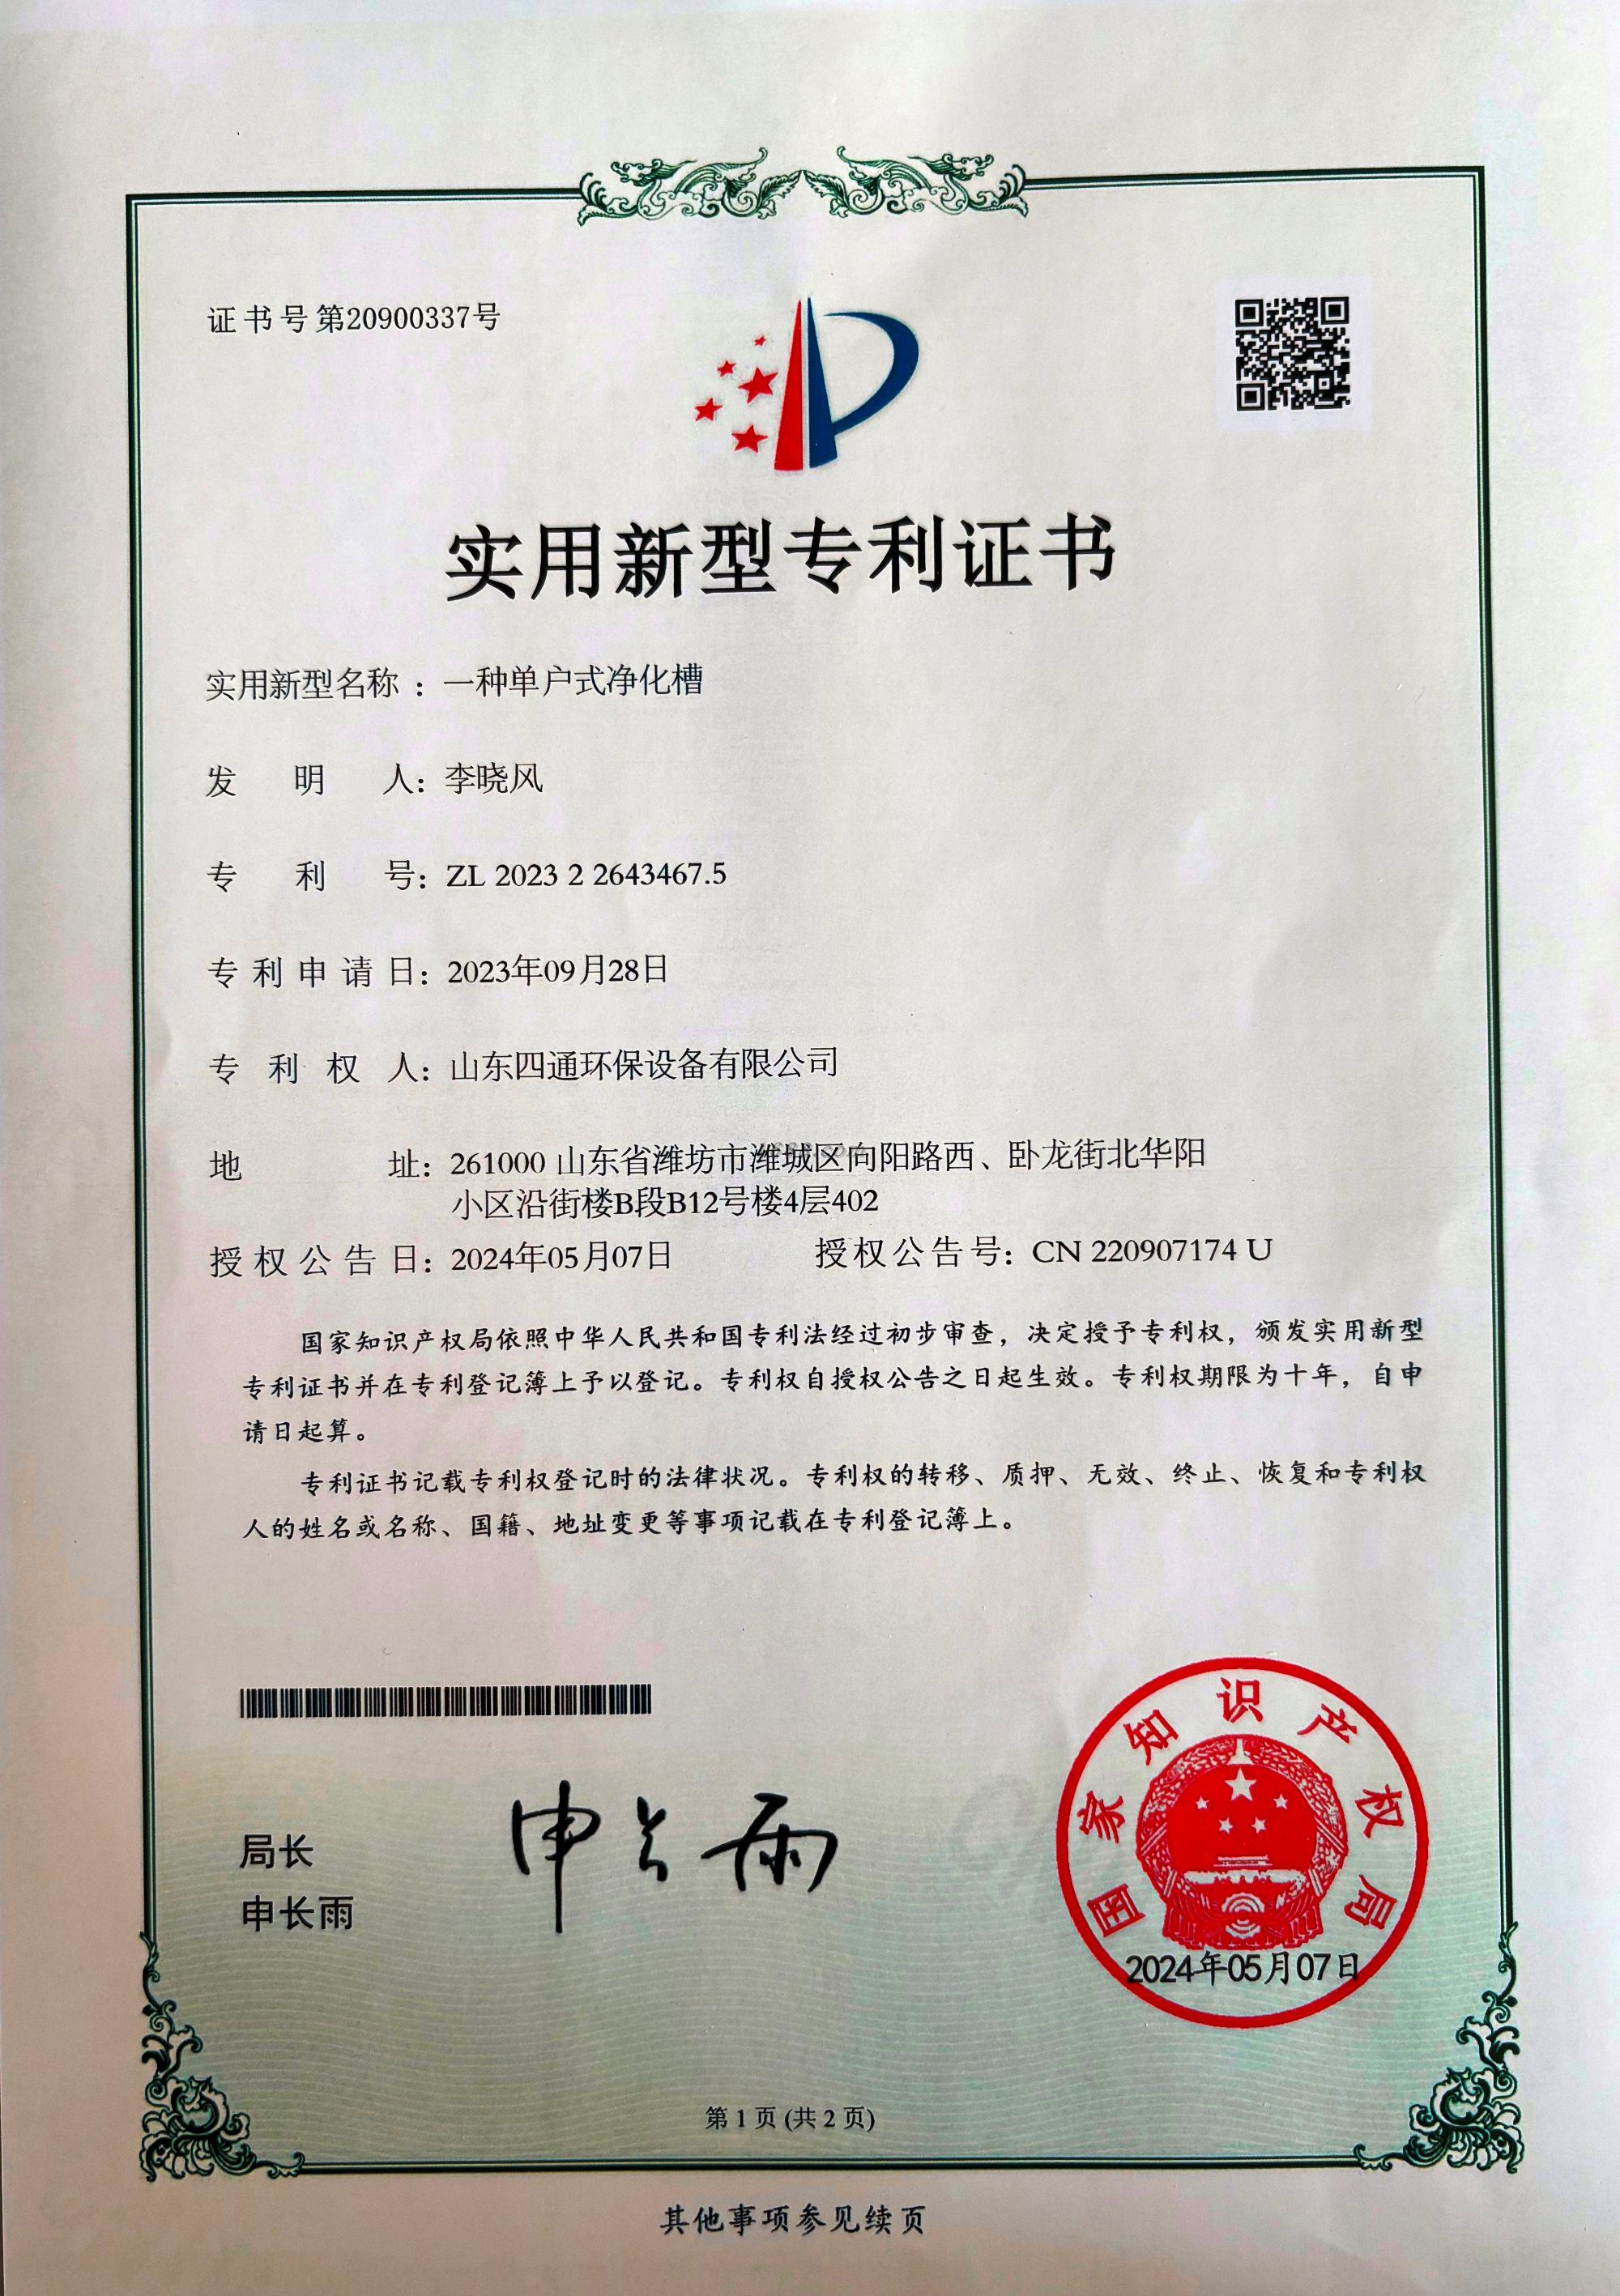 证书号第20900337号
实用新型专利证书
实用新型名称：一种单户式净化槽
发明人：李晓风
专利号：ZL 2023 2 2643467.5
专利申请日：2023年09月28日
专利权人：山东四通环保设备有限公司
地址：261000 山东省潍坊市潍城区向阳路西、卧龙街北华阳
小区沿街楼B段B12号楼4层402
授权公告日：2024年05月07日 授权公告号：CN 220907174 U
国家知识产权局依照中华人民共和国专利法经过初步审查，决定授予专利权，颁发实用新型
专利证书并在专利登记簿上予以登记。专利权自授权公告之日起生效。专利权期限为十年，自申
请日起算。
专利证书记载专利权登记时的法律状况。专利权的转移、质押、无效、终止、恢复和专利权
人的姓名或名称、国籍、地址变更等事项记载在专利登记簿上。
局长
申长雨
申长雨
国家知识产权局
2024年05月07日
第 1 页 (共 2 页)
其他事项参见续页